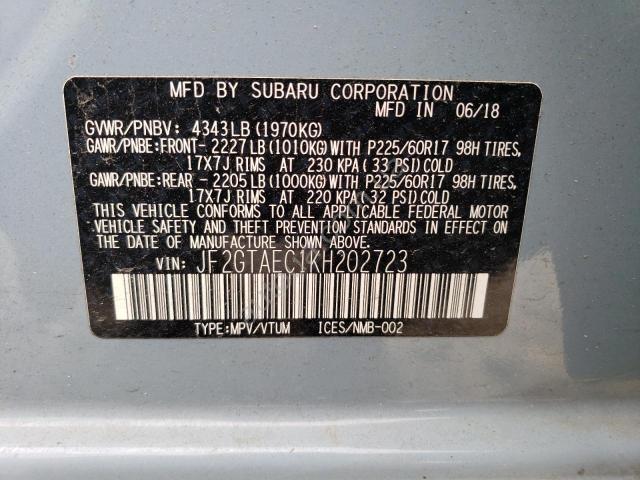 MFD BY SUBARU CORPORATION
MFD IN 06/18
GVWR/PNBV: 4343LB(1970KG)
GAWR/PNBE:FRONT- 2227LB(1010KG)WITH P225/60R17 98H TIRES,
17X7J RIMS AT 230 KPA( 33 PSI)COLD
GAWR/PNBE:REAR - 2205LB(1000KG)WITH P225/60R17 98H TIRES,
17X7J RIMS AT 220 KPA( 32 PSI)COLD
THIS VEHICLE CONFORMS TO ALL APPLICABLE FEDERAL MOTOR
VEHICLE SAFETY AND THEFT PREVENTION STANDARDS IN EFFECT
ON THE DATE OF MANUFACTURE SHOWN ABOVE.
VIN: JF2GTAEC1KH202723
TYPE:MPV/VTUM ICES/NMB-002